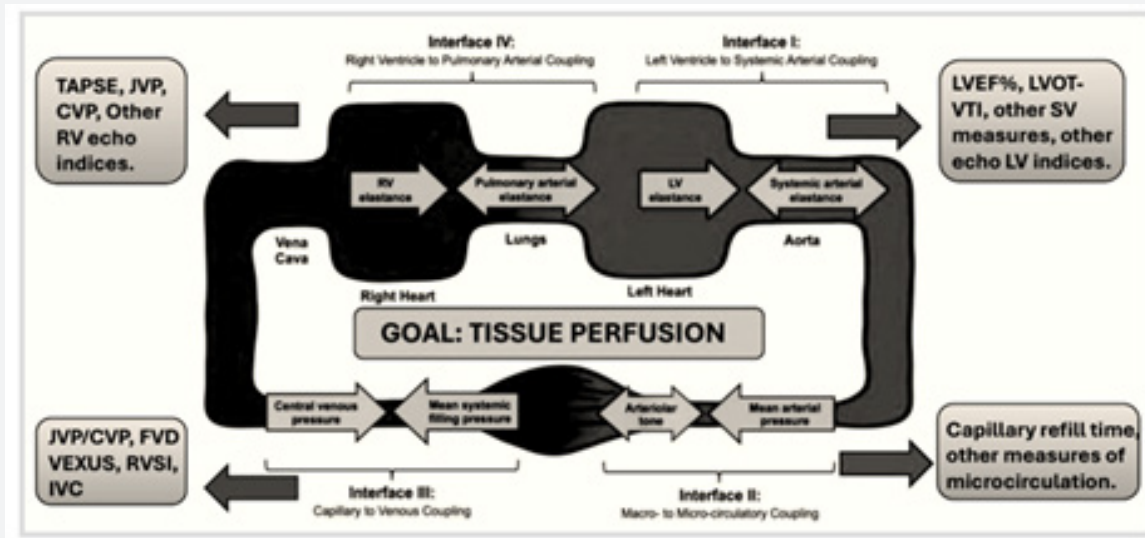 Interface IV:
Right Ventricle to Pulmonary Arterial Coupling
Interface I:
Left Ventricle to Systemic Arterial Coupling
TAPSE, JVP,
CVP, Other
RV echo
indices.
LVEF%, LVOT-
VTI, other SV
measures, other
echo LV indices.
RV
elastance
Pulmonary arterial
elastance
LV
elastance
Systemic arterial
elastance
Vena
Cava
Lungs
Aorta
Right Heart
Left Heart
GOAL: TISSUE PERFUSION
Central venous
pressure
Mean systemic
filling pressure
Arteriolar
tone
Mean arterial
pressure
JVP/CVP, FVD
VEXUS, RVSI,
IVC
Capillary refill time,
other measures of
microcirculation.
Interface III:
Capillary to Venous Coupling
Interface II:
Macro- to Micro-circulatory Coupling